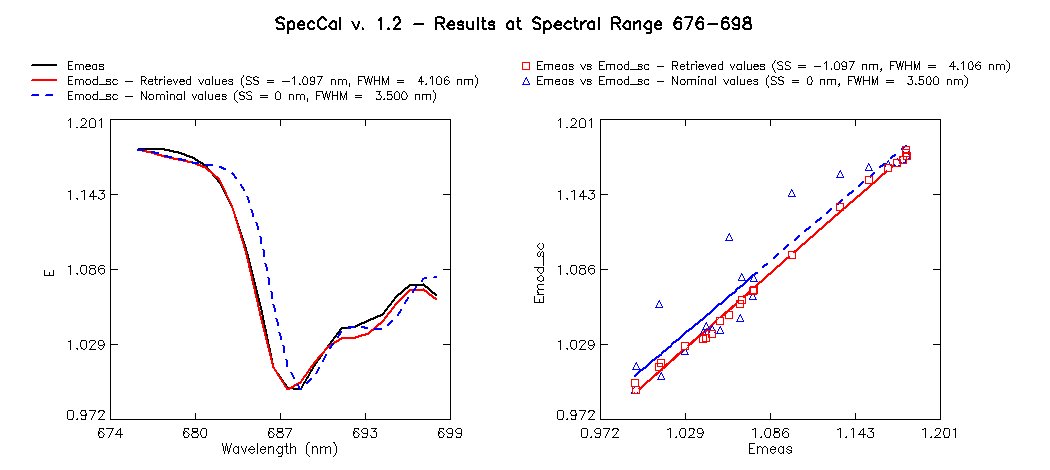 SpecCal v. 1.2 - Results at Spectral Range 676-698
Emeas
Emod_sc - Retrieved values (SS = -1.097 nm, FWHM =  4.106 nm)
Emod_sc - Nominal values (SS = 0 nm, FWHM =  3.500 nm)
Emeas vs Emod_sc - Retrieved values (SS = -1.097 nm, FWHM =  4.106 nm)
Emeas vs Emod_sc - Nominal values (SS = 0 nm, FWHM =  3.500 nm)
1.201
1.143
1.086
1.029
0.972
E
674 680 687 693 699
Wavelength (nm)
1.201
1.143
1.086
1.029
0.972
Emod_sc
0.972 1.029 1.086 1.143 1.201
Emeas